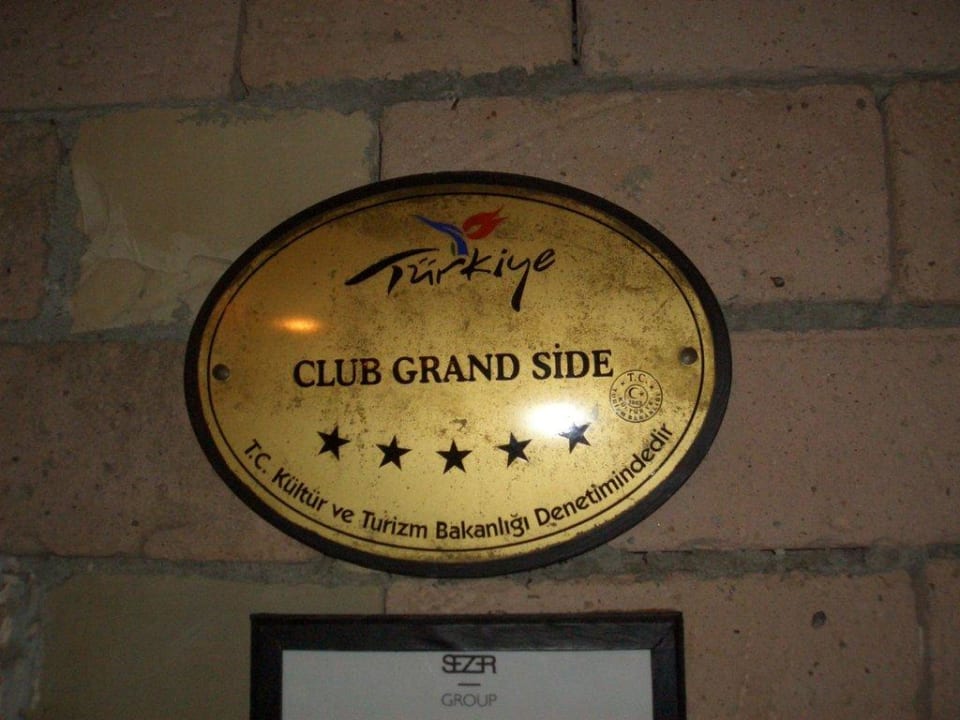 Türkiye
CLUB GRAND SİDE
T.C.
T.C. Kültür ve Turizm Bakanlığı Denetimindedir
SEZER
GROUP